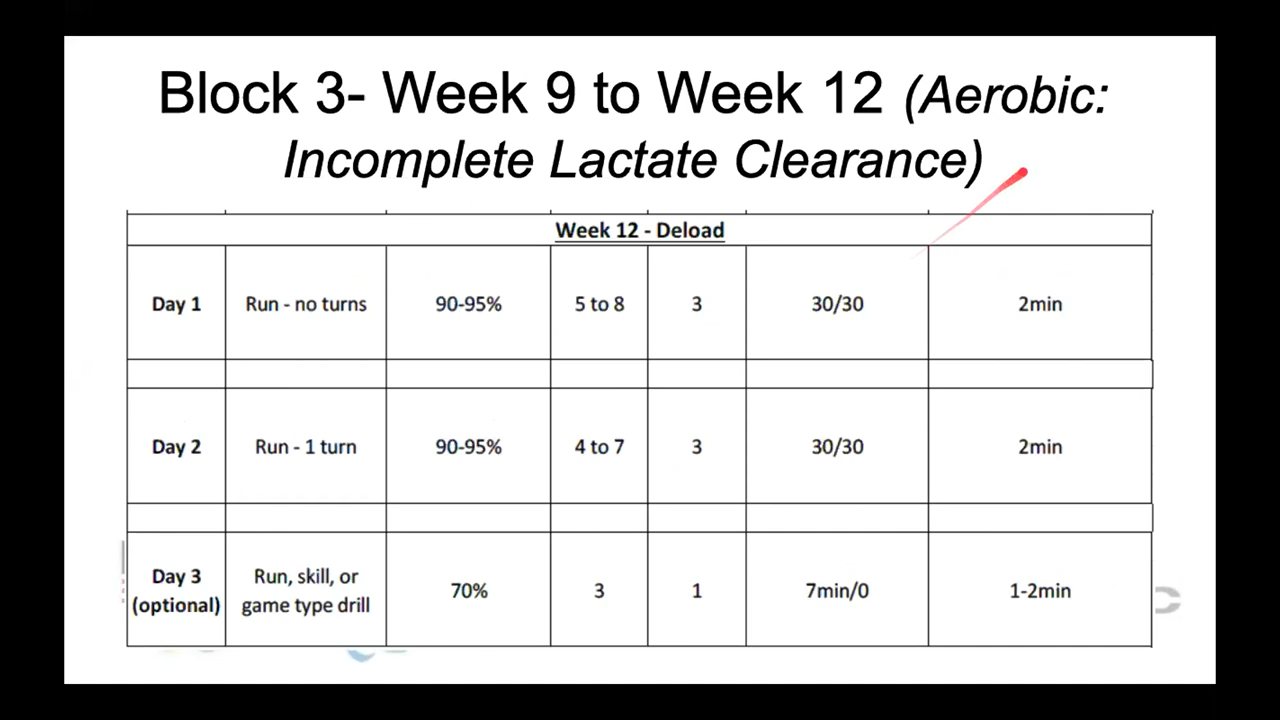 Block 3- Week 9 to Week 12 (Aerobic:
Incomplete Lactate Clearance)
Week 12 - Deload
Day 1 Run - no turns 90-95% 5 to 8 3 30/30 2min
Day 2 Run - 1 turn 90-95% 4 to 7 3 30/30 2min
Day 3 (optional) Run, skill, or game type drill 70% 3 1 7min/0 1-2min